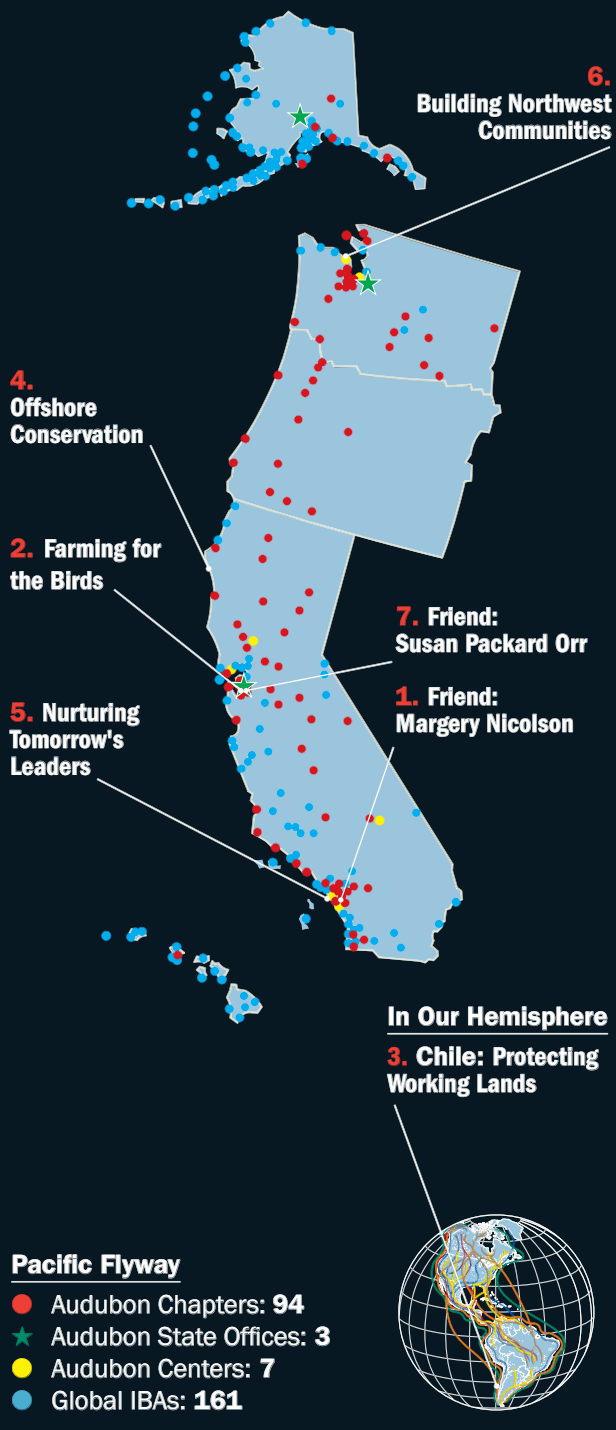 6.
Building Northwest
Communities
4.
Offshore
Conservation
2. Farming for
the Birds
7. Friend:
Susan Packard Orr
1. Friend:
Margery Nicolson
5. Nurturing
Tomorrow's
Leaders
In Our Hemisphere
3. Chile: Protecting
Working Lands
Pacific Flyway
Audubon Chapters: 94
Audubon State Offices: 3
Audubon Centers: 7
Global IBAs: 161